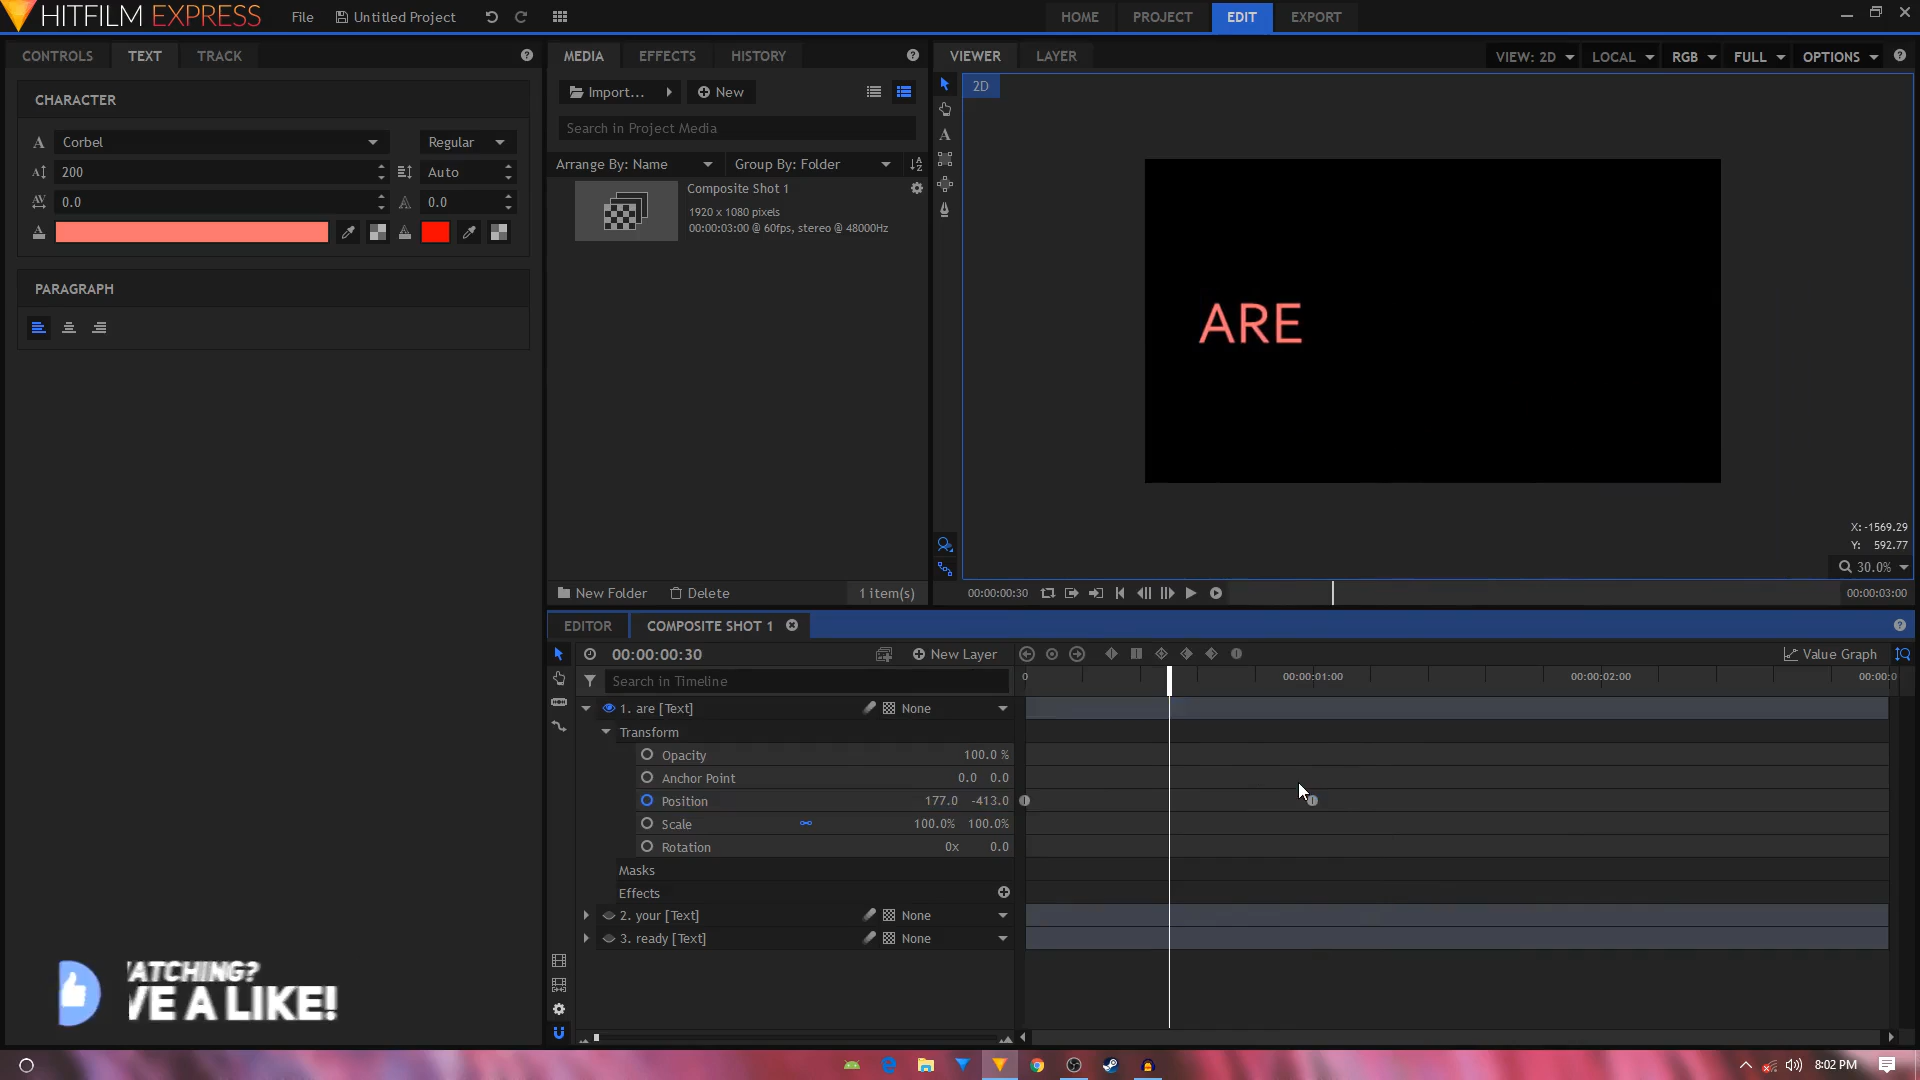 HITFILM EXPRESS
File
Untitled Project
HOME
PROJECT
EDIT
EXPORT
CONTROLS
TEXT
TRACK
CHARACTER
Corbel
Regular
200
Auto
0.0
0.0
PARAGRAPH
MEDIA
EFFECTS
HISTORY
Import...
New
Search in Project Media
Arrange By: Name
Group By: Folder
Composite Shot 1
1920 x 1080 pixels
00:00:03:00 @ 60fps, stereo @ 48000Hz
New Folder
Delete
1 item(s)
VIEWER
LAYER
VIEW: 2D
LOCAL
RGB
FULL
OPTIONS
2D
ARE
X: -1569.29
Y: 592.77
30.0%
00:00:00:30
00:00:03:00
EDITOR
COMPOSITE SHOT 1
00:00:00:30
New Layer
Value Graph
Search in Timeline
0
00:00:01:00
00:00:02:00
00:00:0
1. are [Text]
None
Transform
Opacity
100.0 %
Anchor Point
0.0 0.0
Position
177.0 -413.0
Scale
100.0% 100.0%
Rotation
0x 0.0
Masks
Effects
2. your [Text]
None
3. ready [Text]
None
ATCHING?
VE A LIKE!
8:02 PM